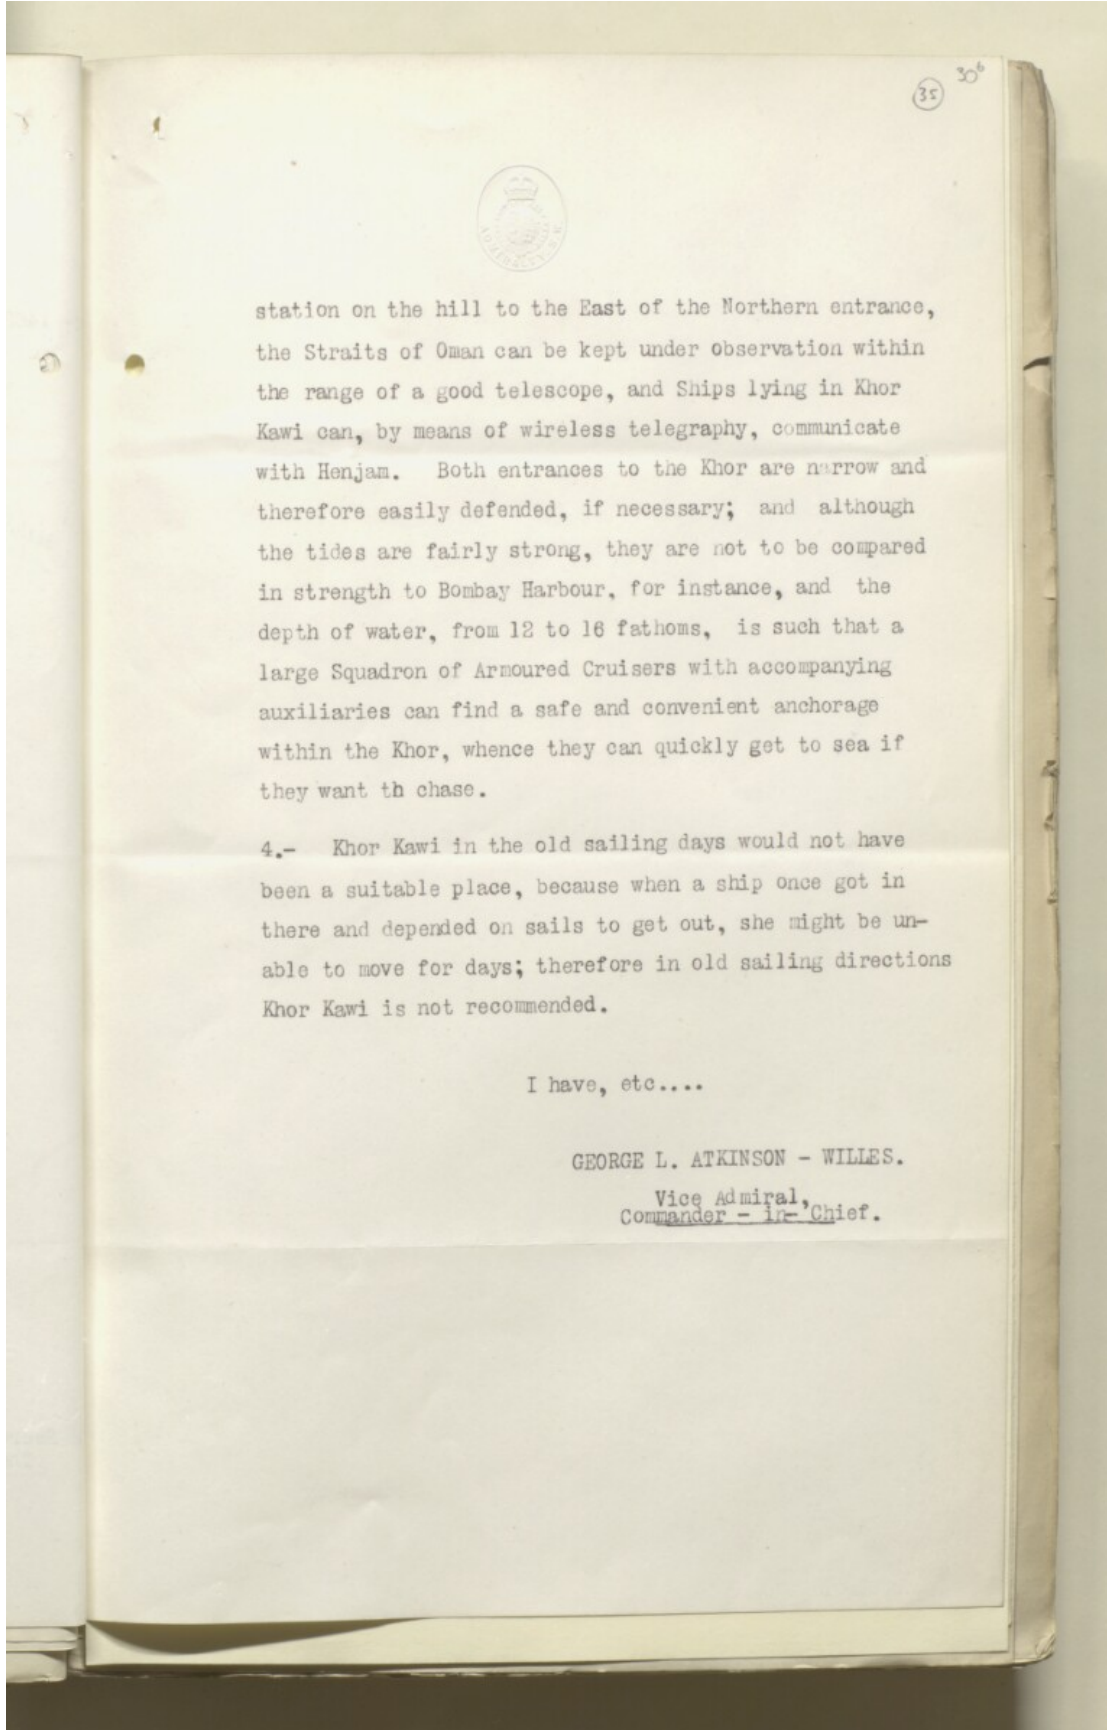 30⁶
35
ADMIRALTY S.W.
station on the hill to the East of the Northern entrance,
the Straits of Oman can be kept under observation within
the range of a good telescope, and Ships lying in Khor
Kawi can, by means of wireless telegraphy, communicate
with Henjam. Both entrances to the Khor are narrow and
therefore easily defended, if necessary; and although
the tides are fairly strong, they are not to be compared
in strength to Bombay Harbour, for instance, and the
depth of water, from 12 to 16 fathoms, is such that a
large Squadron of Armoured Cruisers with accompanying
auxiliaries can find a safe and convenient anchorage
within the Khor, whence they can quickly get to sea if
they want th chase.
4.- Khor Kawi in the old sailing days would not have
been a suitable place, because when a ship once got in
there and depended on sails to get out, she might be un-
able to move for days; therefore in old sailing directions
Khor Kawi is not recommended.
I have, etc....
GEORGE L. ATKINSON - WILLES.
Vice Admiral,
Commander - in- 'Chief.